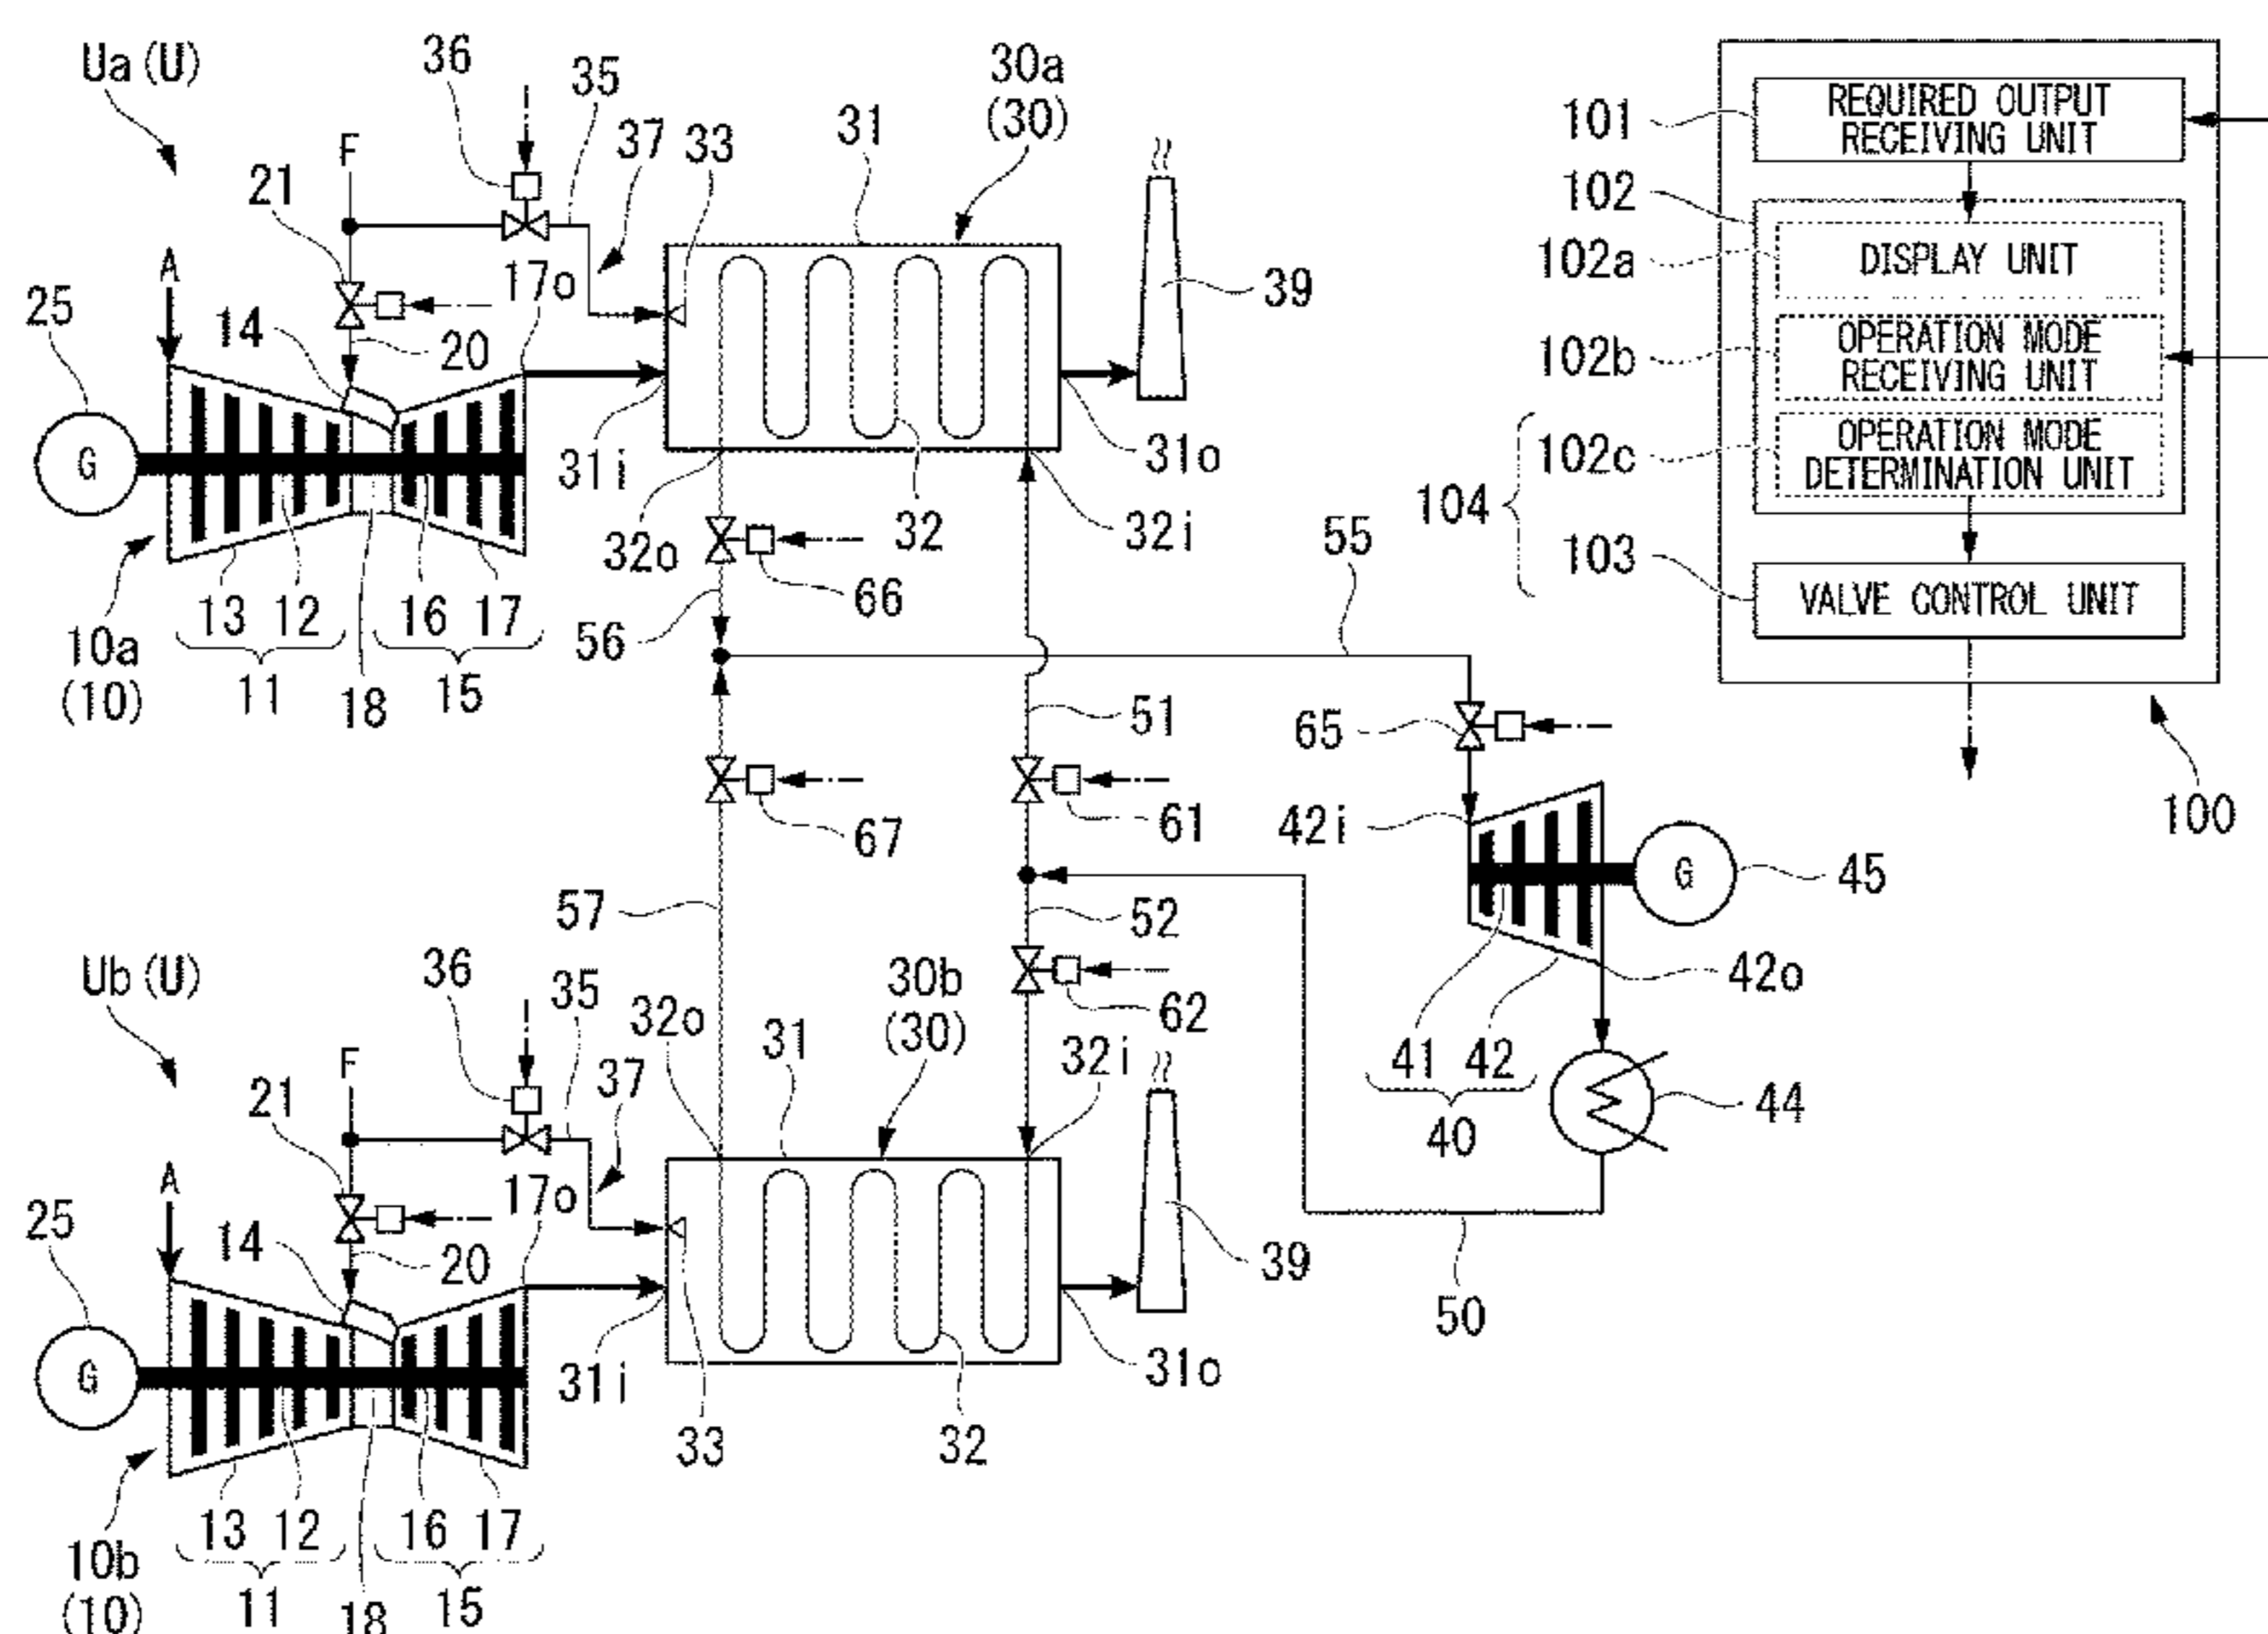 Ua (U)
36
35
30a
(30)
F
21
37
33
31
A
17o
39
25
14
20
G
31i
31o
32o
32
32i
66
56
13 12
16 17
10a
(10)
11
18
15
55
51
65
61
67
42i
57
52
62
G
45
42o
41 42
40
44
50
REQUIRED OUTPUT
RECEIVING UNIT
101
102
102a
DISPLAY UNIT
102b
OPERATION MODE
RECEIVING UNIT
102c
OPERATION MODE
DETERMINATION UNIT
104
103
VALVE CONTROL UNIT
100
Ub (U)
36
35
32o
31
30b
(30)
32i
F
21
37
A
17o
39
25
14
20
G
31i
31o
33
32
13 12
16 17
10b
(10)
11
18
15